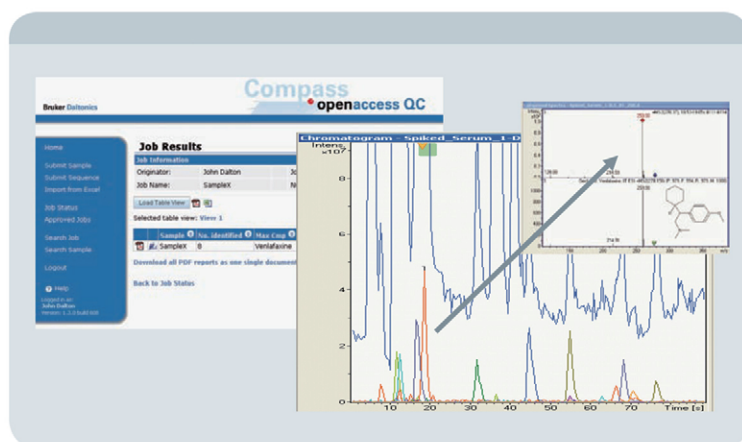 Compass
Bruker Daltonics
openaccess QC
Home
Submit Sample
Submit Sequence
Import from Excel
Job Status
Approved Jobs
Search Job
Search Sample
Logout
Help
Logged in as:
John Dalton
Job Results
Job Information
Originator: John Dalton
Job Name: SampleX
Load Table View
Selected table view: View 1
Sample No. identified Max Cmp
SampleX 8 Venlafaxine
Download all PDF reports as one single document
Back to Job Status
Chromatogram - Spiked_Serum_1-D
Intens.
x10⁷
8
6
4
2
0
10 20 30 40 50 60 70 Time [s]